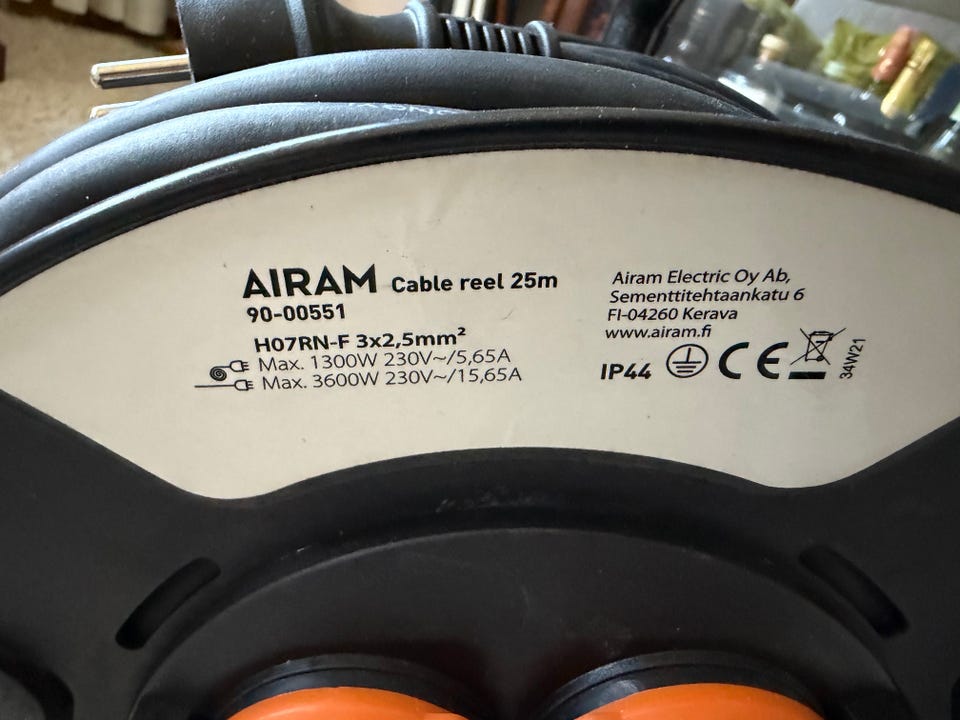 AIRAM Cable reel 25m
90-00551
H07RN-F 3x2,5mm²
Max. 1300W 230V~/5,65A
Max. 3600W 230V~/15,65A
Airam Electric Oy Ab,
Sementtitehtaankatu 6
FI-04260 Kerava
www.airam.fi
IP44 CE
34W21